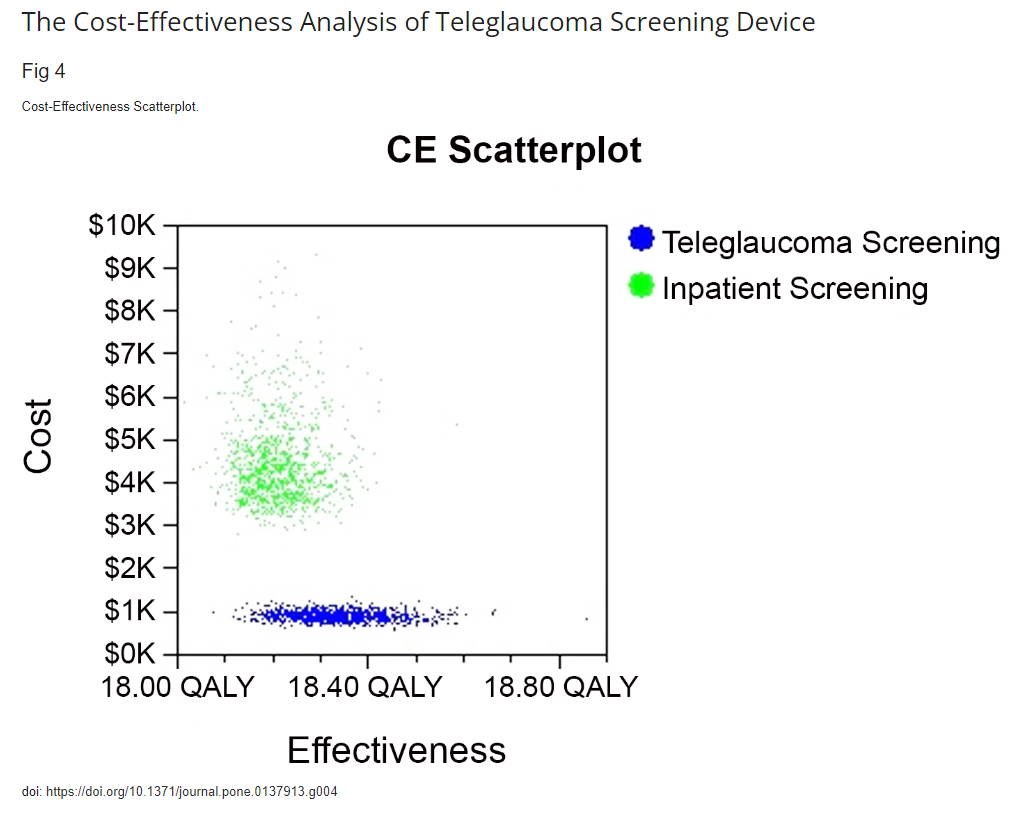 The Cost-Effectiveness Analysis of Teleglaucoma Screening Device
Fig 4
Cost-Effectiveness Scatterplot.
CE Scatterplot
Teleglaucoma Screening
Inpatient Screening
Cost
$10K
$9K
$8K
$7K
$6K
$5K
$4K
$3K
$2K
$1K
$0K
18.00 QALY 18.40 QALY 18.80 QALY
Effectiveness
doi: https://doi.org/10.1371/journal.pone.0137913.g004